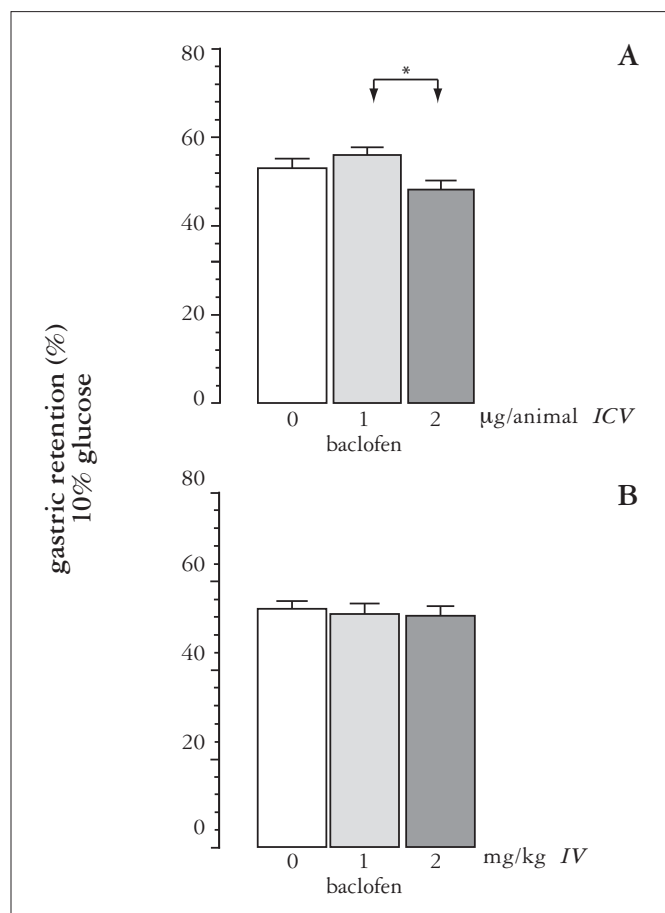 A
*
80
60
40
20
0
0 1 2 μg/animal ICV
baclofen
gastric retention (%)
10% glucose
B
80
60
40
20
0
0 1 2 mg/kg IV
baclofen